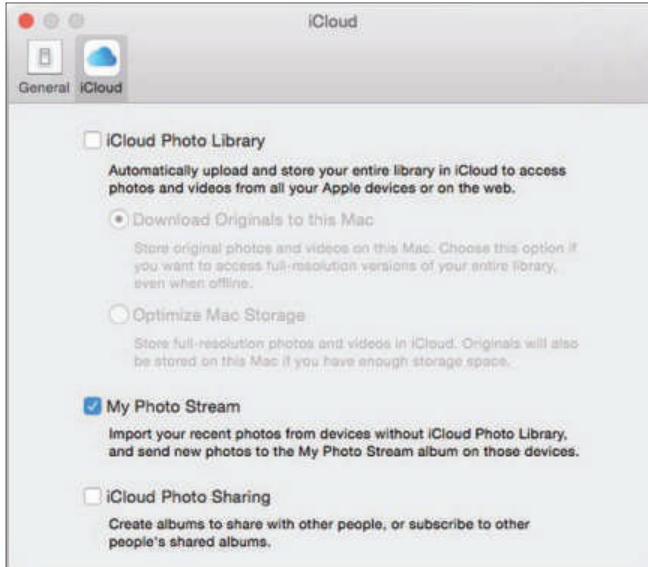 iCloud
General iCloud
iCloud Photo Library
Automatically upload and store your entire library in iCloud to access
photos and videos from all your Apple devices or on the web.
Download Originals to this Mac
Store original photos and videos on this Mac. Choose this option if
you want to access full-resolution versions of your entire library,
even when offline.
Optimize Mac Storage
Store full-resolution photos and videos in iCloud. Originals will also
be stored on this Mac if you have enough storage space.
My Photo Stream
Import your recent photos from devices without iCloud Photo Library,
and send new photos to the My Photo Stream album on those devices.
iCloud Photo Sharing
Create albums to share with other people, or subscribe to other
people's shared albums.